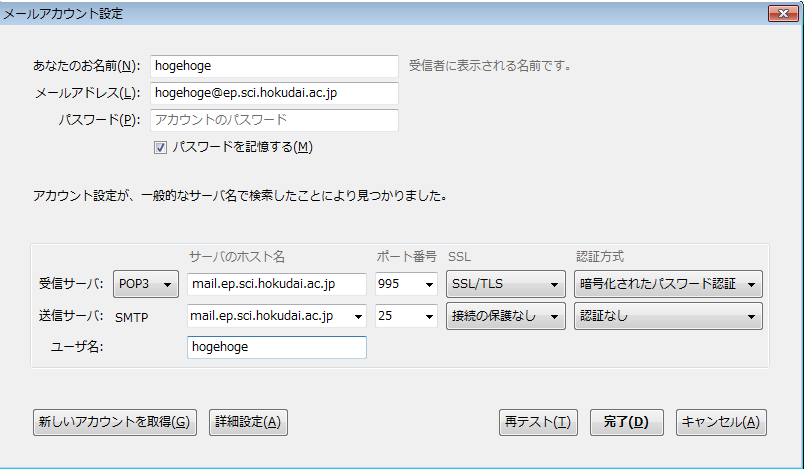 メールアカウント設定
あなたのお名前(N): hogehoge 受信者に表示される名前です。
メールアドレス(L): hogehoge@ep.sci.hokudai.ac.jp
パスワード(P): アカウントのパスワード
パスワードを記憶する(M)
アカウント設定が、一般的なサーバ名で検索したことにより見つかりました。
サーバのホスト名 ポート番号 SSL 認証方式
受信サーバ: POP3 mail.ep.sci.hokudai.ac.jp 995 SSL/TLS 暗号化されたパスワード認証
送信サーバ: SMTP mail.ep.sci.hokudai.ac.jp 25 接続の保護なし 認証なし
ユーザ名: hogehoge
新しいアカウントを取得(G) 詳細設定(A) 再テスト(T) 完了(D) キャンセル(A)